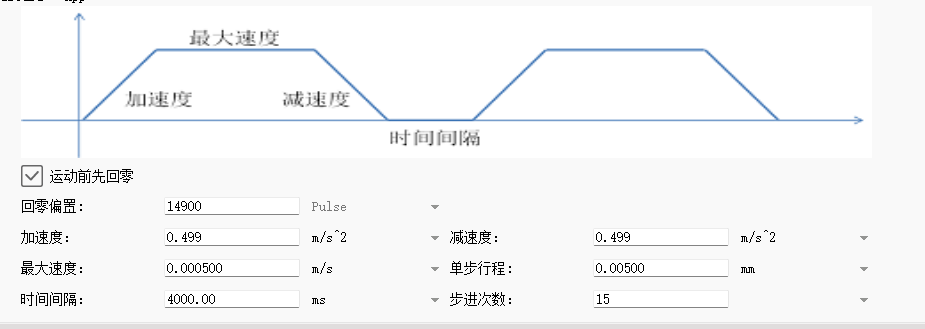 最大速度
加速度 减速度
时间间隔
运动前先回零
回零偏置: 14900 Pulse
加速度: 0.499 m/s^2 减速度: 0.499 m/s^2
最大速度: 0.000500 m/s 单步行程: 0.00500 mm
时间间隔: 4000.00 ms 步进次数: 15